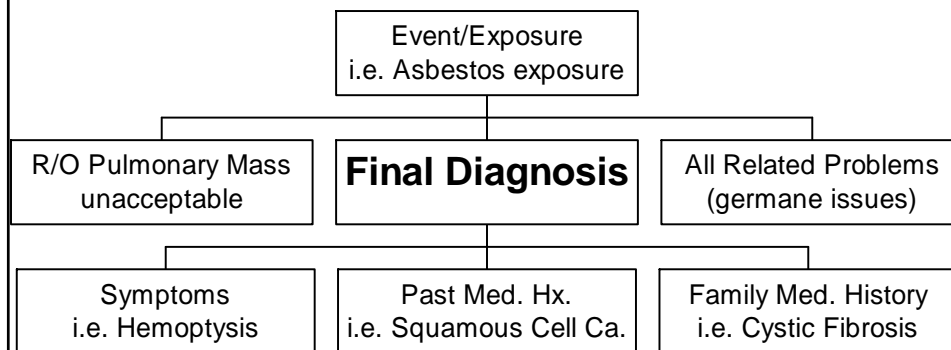 Event/Exposure
i.e. Asbestos exposure
R/O Pulmonary Mass
unacceptable
Final Diagnosis
All Related Problems
(germane issues)
Symptoms
i.e. Hemoptysis
Past Med. Hx.
i.e. Squamous Cell Ca.
Family Med. History
i.e. Cystic Fibrosis